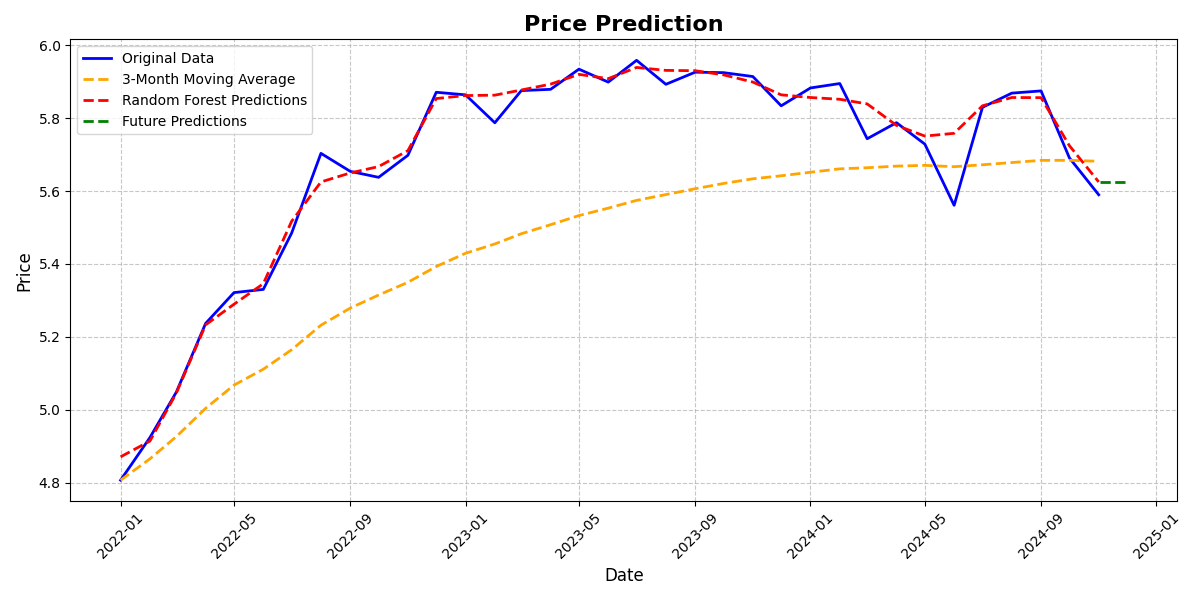 Price Prediction
Original Data
3-Month Moving Average
Random Forest Predictions
Future Predictions
Price
6.0
5.8
5.6
5.4
5.2
5.0
4.8
2022-01
2022-05
2022-09
2023-01
2023-05
2023-09
2024-01
2024-05
2024-09
2025-01
Date